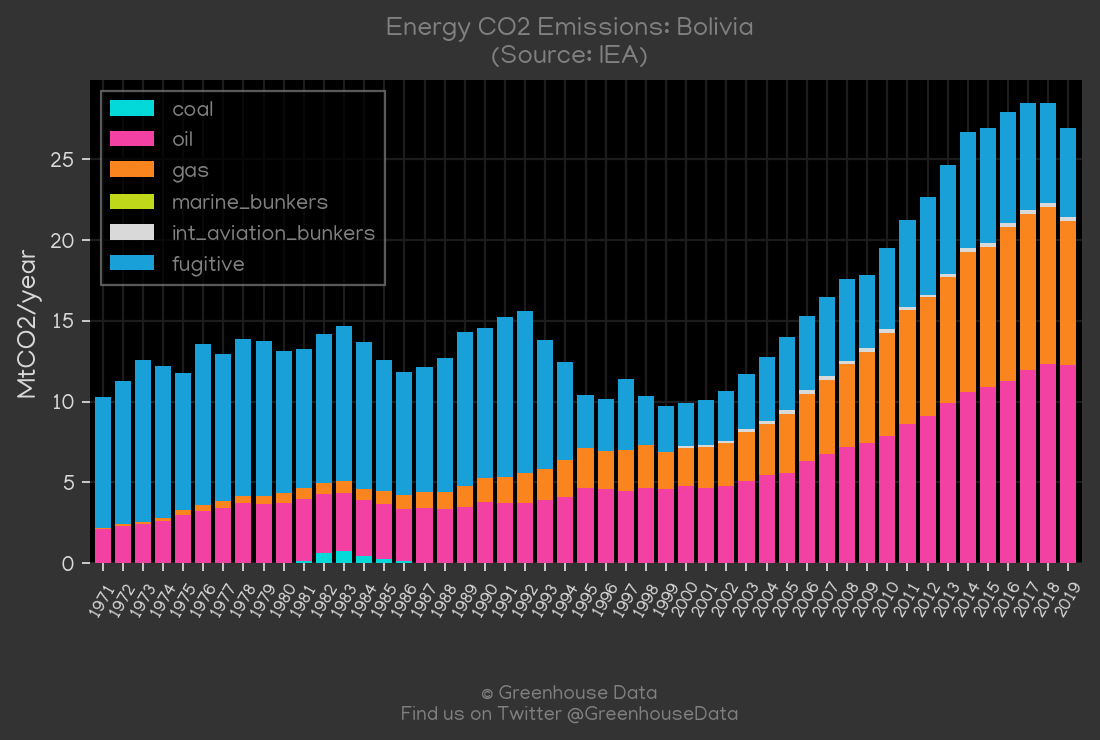 Energy CO2 Emissions: Bolivia
(Source: IEA)
coal
oil
gas
marine_bunkers
int_aviation_bunkers
fugitive
MtCO2/year
25
20
15
10
5
0
1971 1972 1973 1974 1975 1976 1977 1978 1979 1980 1981 1982 1983 1984 1985 1986 1987 1988 1989 1990 1991 1992 1993 1994 1995 1996 1997 1998 1999 2000 2001 2002 2003 2004 2005 2006 2007 2008 2009 2010 2011 2012 2013 2014 2015 2016 2017 2018 2019
© Greenhouse Data
Find us on Twitter @GreenhouseData